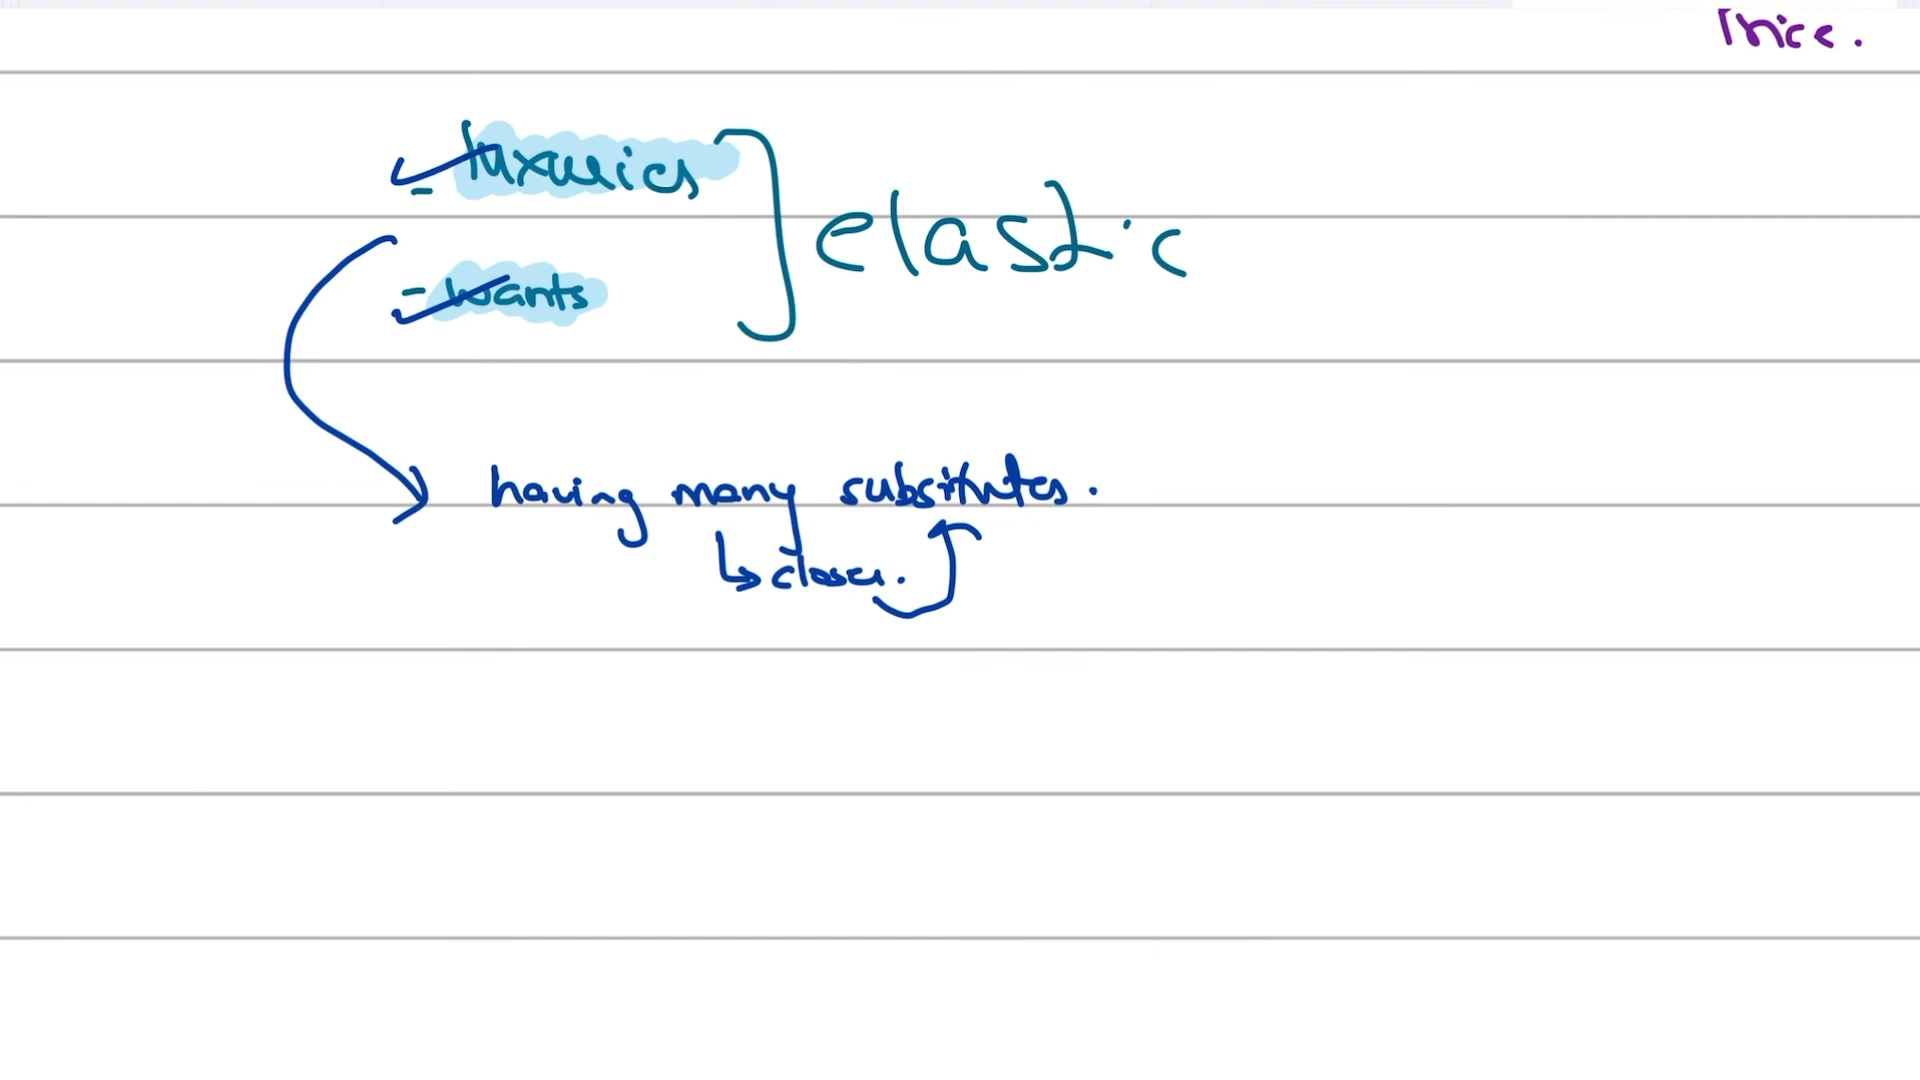 Price.
- luxuries
elastic
- wants
having many substitutes.
↳ closer.